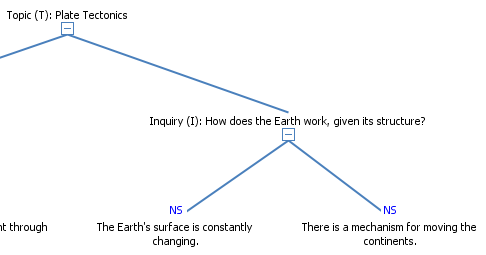 Topic (T): Plate Tectonics
Inquiry (I): How does the Earth work, given its structure?
NS
NS
nt through
The Earth's surface is constantly
changing.
There is a mechanism for moving the
continents.